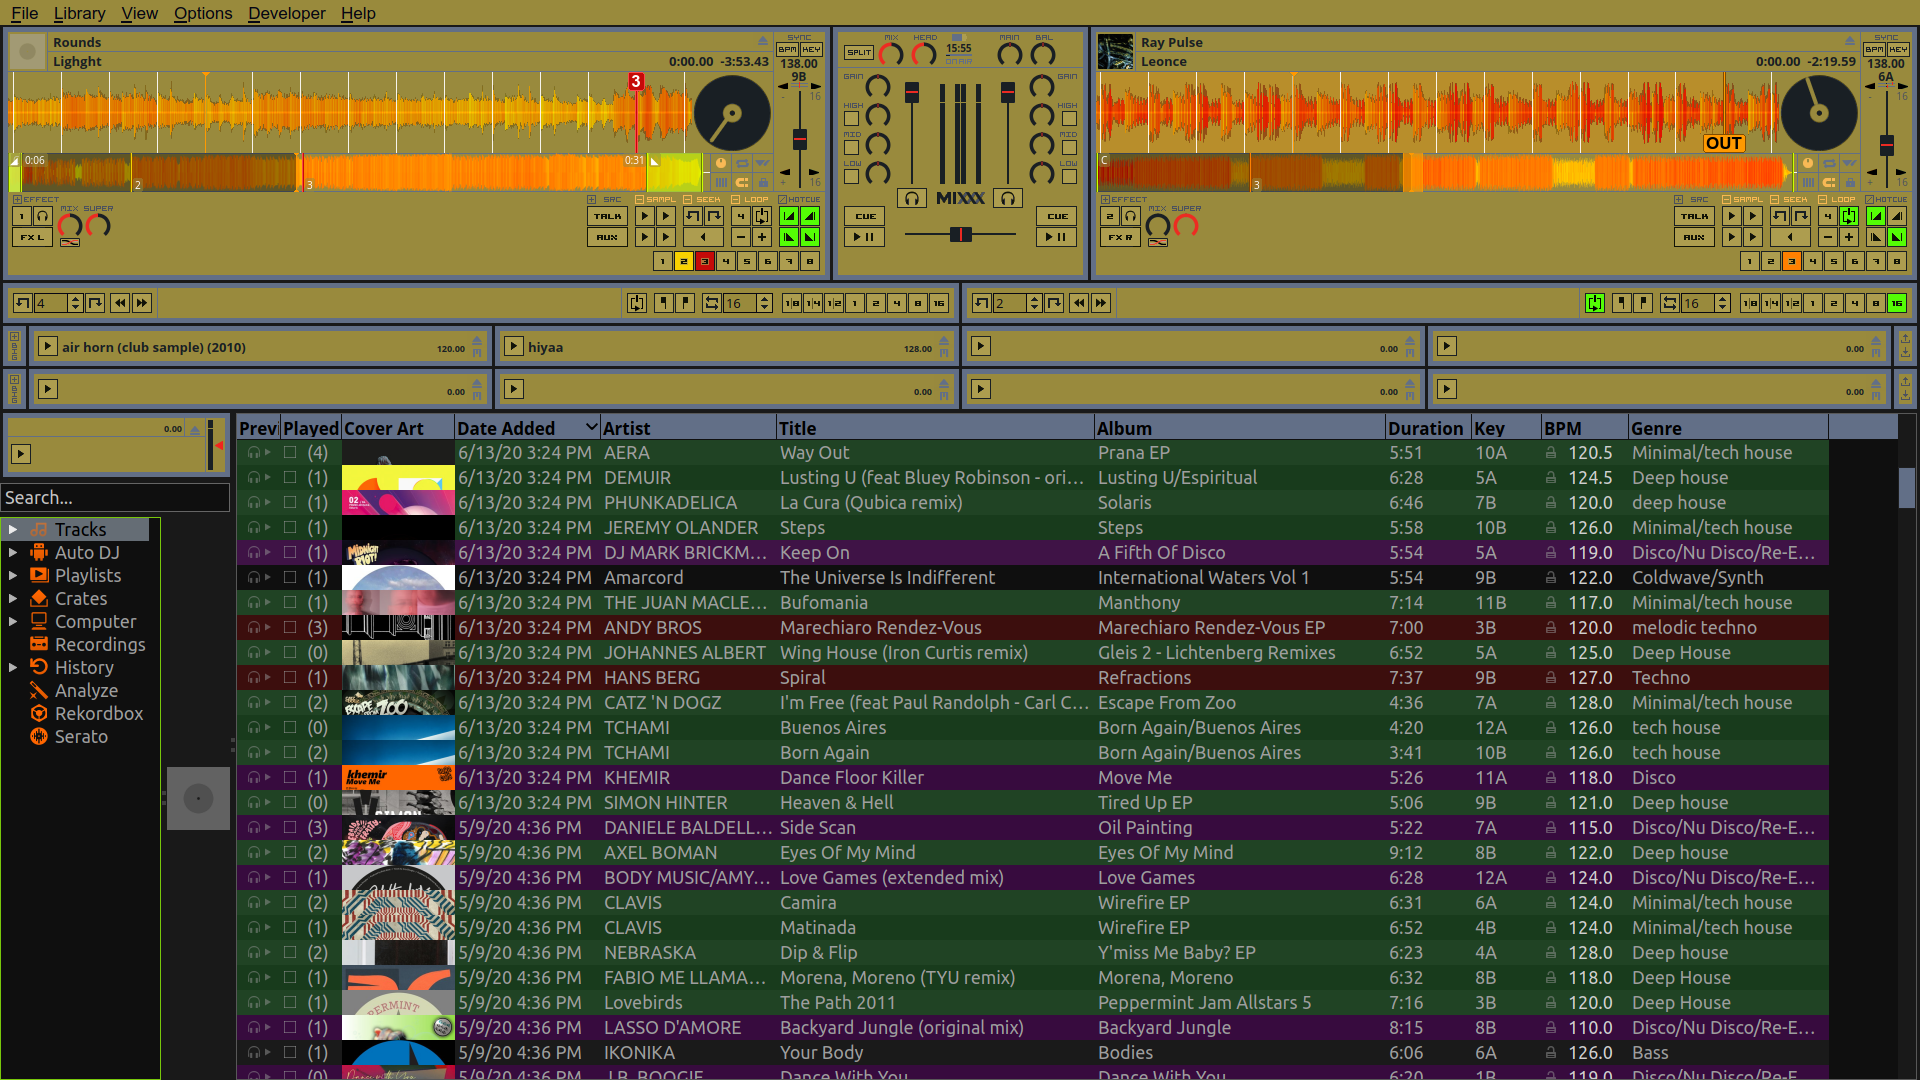 File Library View Options Developer Help
Rounds
Lighght
0:00.00 -3:53.43
SYNC
BPM KEY
138.00
9B
16
3
0:06
2
3
0:31
16
EFFECT
MIX SUPER
1
FX L
SRC SAMPL SEEK LOOP HOTCUE
TALK 4
AUX
1 2 3 4 5 6 7 8
SPLIT MIX HEAD 15:55 MAIN BAL
ON AIR
GAIN GAIN
HIGH HIGH
MID MID
LOW LOW
MIXXX
CUE CUE
Ray Pulse
Leonce
0:00.00 -2:19.59
SYNC
BPM KEY
138.00
6A
16
OUT
C
3
16
EFFECT
MIX SUPER
2
FX R
SRC SAMPL SEEK LOOP HOTCUE
TALK 4
AUX
1 2 3 4 5 6 7 8
4 16 1/8 1/4 1/2 1 2 4 8 16
2 16 1/8 1/4 1/2 1 2 4 8 16
air horn (club sample) (2010) 120.00
hiyaa 128.00
0.00
0.00
0.00
0.00
0.00
0.00
0.00
Search...
Tracks
Auto DJ
Playlists
Crates
Computer
Recordings
History
Analyze
Rekordbox
Serato
Previ Played Cover Art Date Added Artist Title Album Duration Key BPM Genre
(4) 6/13/20 3:24 PM AERA Way Out Prana EP 5:51 10A 120.5 Minimal/tech house
(1) 6/13/20 3:24 PM DEMUIR Lusting U (feat Bluey Robinson - ori... Lusting U/Espiritual 6:28 5A 124.5 Deep house
(1) 02 6/13/20 3:24 PM PHUNKADELICA La Cura (Qubica remix) Solaris 6:46 7B 120.0 deep house
(1) 6/13/20 3:24 PM JEREMY OLANDER Steps Steps 5:58 10B 126.0 Minimal/tech house
(1) 6/13/20 3:24 PM DJ MARK BRICKM... Keep On A Fifth Of Disco 5:54 5A 119.0 Disco/Nu Disco/Re-E...
(1) 6/13/20 3:24 PM Amarcord The Universe Is Indifferent International Waters Vol 1 5:54 9B 122.0 Coldwave/Synth
(1) 6/13/20 3:24 PM THE JUAN MACLE... Bufomania Manthony 7:14 11B 117.0 Minimal/tech house
(3) 6/13/20 3:24 PM ANDY BROS Marechiaro Rendez-Vous Marechiaro Rendez-Vous EP 7:00 3B 120.0 melodic techno
(0) 6/13/20 3:24 PM JOHANNES ALBERT Wing House (Iron Curtis remix) Gleis 2 - Lichtenberg Remixes 6:52 5A 125.0 Deep House
(1) 6/13/20 3:24 PM HANS BERG Spiral Refractions 7:37 9B 127.0 Techno
(2) ESCAPE ZOO 6/13/20 3:24 PM CATZ 'N DOGZ I'm Free (feat Paul Randolph - Carl C... Escape From Zoo 4:36 7A 128.0 Minimal/tech house
(0) 6/13/20 3:24 PM TCHAMI Buenos Aires Born Again/Buenos Aires 4:20 12A 126.0 tech house
(2) 6/13/20 3:24 PM TCHAMI Born Again Born Again/Buenos Aires 3:41 10B 126.0 tech house
(1) khemir Move Me 6/13/20 3:24 PM KHEMIR Dance Floor Killer Move Me 5:26 11A 118.0 Disco
(0) 6/13/20 3:24 PM SIMON HINTER Heaven & Hell Tired Up EP 5:06 9B 121.0 Deep house
(3) 5/9/20 4:36 PM DANIELE BALDELL... Side Scan Oil Painting 5:22 7A 115.0 Disco/Nu Disco/Re-E...
(2) 5/9/20 4:36 PM AXEL BOMAN Eyes Of My Mind Eyes Of My Mind 9:12 8B 122.0 Deep house
(1) 5/9/20 4:36 PM BODY MUSIC/AMY... Love Games (extended mix) Love Games 6:28 12A 124.0 Disco/Nu Disco/Re-E...
(2) 5/9/20 4:36 PM CLAVIS Camira Wirefire EP 6:31 6A 124.0 Minimal/tech house
(1) 5/9/20 4:36 PM CLAVIS Matinada Wirefire EP 6:52 4B 124.0 Minimal/tech house
(2) 5/9/20 4:36 PM NEBRASKA Dip & Flip Y'miss Me Baby? EP 6:23 4A 128.0 Deep house
(1) 5/9/20 4:36 PM FABIO ME LLAMA... Morena, Moreno (TYU remix) Morena, Moreno 6:32 8B 118.0 Deep House
(1) 5/9/20 4:36 PM Lovebirds The Path 2011 Peppermint Jam Allstars 5 7:16 3B 120.0 Deep House
(1) 5/9/20 4:36 PM LASSO D'AMORE Backyard Jungle (original mix) Backyard Jungle 8:15 8B 110.0 Disco/Nu Disco/Re-E...
(1) 5/9/20 4:36 PM IKONIKA Your Body Bodies 6:06 6A 126.0 Bass
(0) 5/9/20 4:36 PM J.B. BOOGIE Dance With You Dance With You 6:20 1B 119.0 Disco/Nu Disco/Re-E...